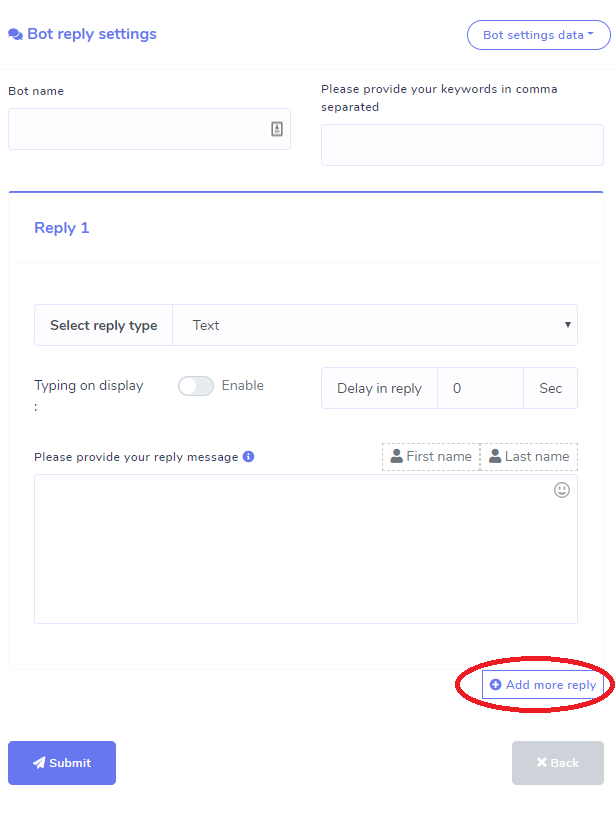 Bot reply settings
Bot settings data
Bot name
Please provide your keywords in comma
separated
Reply 1
Select reply type
Text
Typing on display
:
Enable
Delay in reply
0
Sec
Please provide your reply message
First name
Last name
Add more reply
Submit
Back